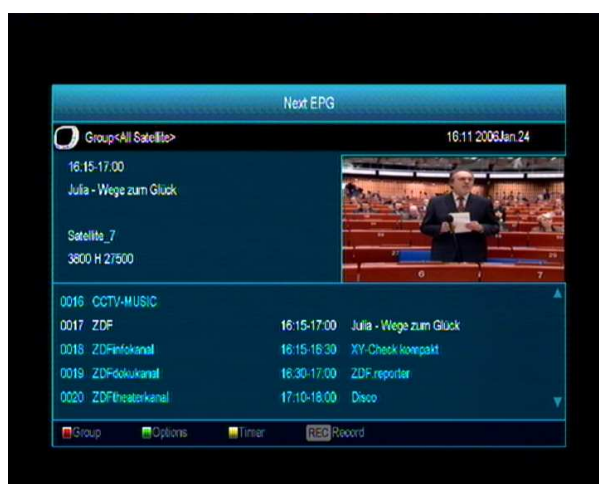 Next EPG
Group<All Satellite> 16:11 2006Jan.24
16:15-17:00
Julia - Wege zum Glück
Satellite_7
3800 H 27500
6 7
0016 CCTV-MUSIC
0017 ZDF 16:15-17:00 Julia - Wege zum Glück
0018 ZDFinfokanal 16:15-16:30 XY-Check kompakt
0019 ZDFdokukanal 16:30-17:00 ZDF.reporter
0020 ZDFtheaterkanal 17:10-18:00 Disco
Group Options Timer REC Record